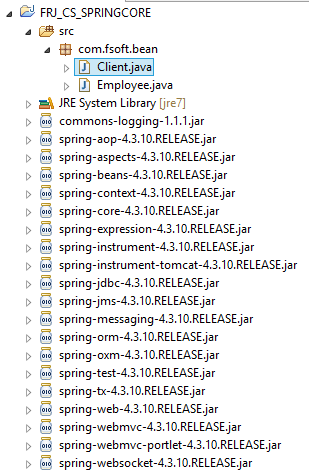 FRJ_CS_SPRINGCORE
src
com.fsoft.bean
Client.java
Employee.java
JRE System Library [jre7]
commons-logging-1.1.1.jar
spring-aop-4.3.10.RELEASE.jar
spring-aspects-4.3.10.RELEASE.jar
spring-beans-4.3.10.RELEASE.jar
spring-context-4.3.10.RELEASE.jar
spring-core-4.3.10.RELEASE.jar
spring-expression-4.3.10.RELEASE.jar
spring-instrument-4.3.10.RELEASE.jar
spring-instrument-tomcat-4.3.10.RELEASE.jar
spring-jdbc-4.3.10.RELEASE.jar
spring-jms-4.3.10.RELEASE.jar
spring-messaging-4.3.10.RELEASE.jar
spring-orm-4.3.10.RELEASE.jar
spring-oxm-4.3.10.RELEASE.jar
spring-test-4.3.10.RELEASE.jar
spring-tx-4.3.10.RELEASE.jar
spring-web-4.3.10.RELEASE.jar
spring-webmvc-4.3.10.RELEASE.jar
spring-webmvc-portlet-4.3.10.RELEASE.jar
spring-websocket-4.3.10.RELEASE.jar